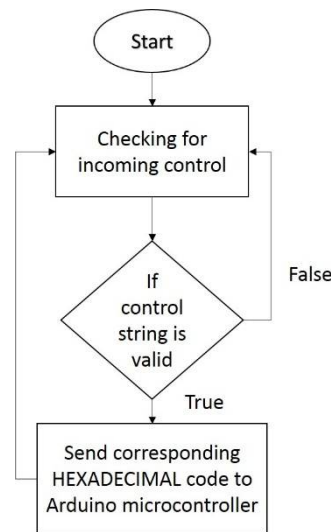 Start
Checking for
incoming control
If
control
string is
valid
False
True
Send corresponding
HEXADECIMAL code to
Arduino microcontroller